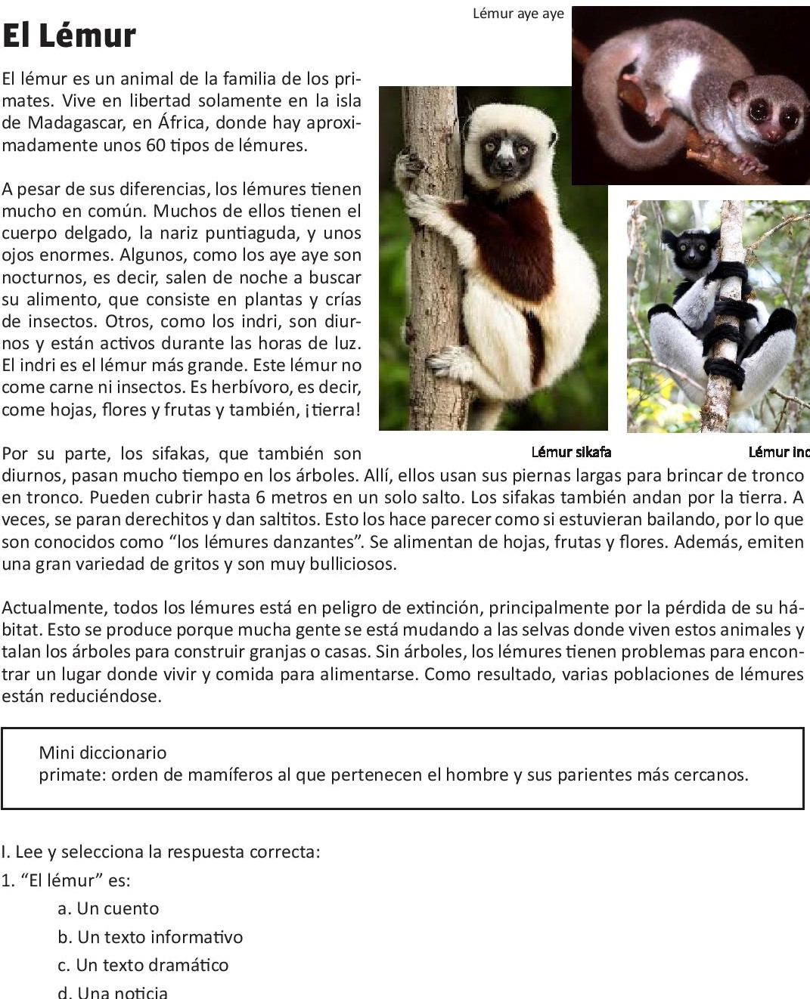 Lémur aye aye
El Lémur
El lémur es un animal de la familia de los pri-
mates. Vive en libertad solamente en la isla
de Madagascar, en África, donde hay aproxi-
madamente unos 60 tipos de lémures.
A pesar de sus diferencias, los lémures tienen
mucho en común. Muchos de ellos tienen el
cuerpo delgado, la nariz puntiaguda, y unos
ojos enormes. Algunos, como los aye aye son
nocturnos, es decir, salen de noche a buscar
su alimento, que consiste en plantas y crías
de insectos. Otros, como los indri, son diur-
nos y están activos durante las horas de luz.
El indri es el lémur más grande. Este lémur no
come carne ni insectos. Es herbívoro, es decir,
come hojas, flores y frutas y también, ¡tierra!
Lémur sikafa
Lémur ind
Por su parte, los sifakas, que también son
diurnos, pasan mucho tiempo en los árboles. Allí, ellos usan sus piernas largas para brincar de tronco
en tronco. Pueden cubrir hasta 6 metros en un solo salto. Los sifakas también andan por la tierra. A
veces, se paran derechitos y dan saltitos. Esto los hace parecer como si estuvieran bailando, por lo que
son conocidos como “los lémures danzantes”. Se alimentan de hojas, frutas y flores. Además, emiten
una gran variedad de gritos y son muy bulliciosos.
Actualmente, todos los lémures está en peligro de extinción, principalmente por la pérdida de su há-
bitat. Esto se produce porque mucha gente se está mudando a las selvas donde viven estos animales y
talan los árboles para construir granjas o casas. Sin árboles, los lémures tienen problemas para encon-
trar un lugar donde vivir y comida para alimentarse. Como resultado, varias poblaciones de lémures
están reduciéndose.
Mini diccionario
primate: orden de mamíferos al que pertenecen el hombre y sus parientes más cercanos.
I. Lee y selecciona la respuesta correcta:
1. “El lémur” es:
a. Un cuento
b. Un texto informativo
c. Un texto dramático
d. Una noticia